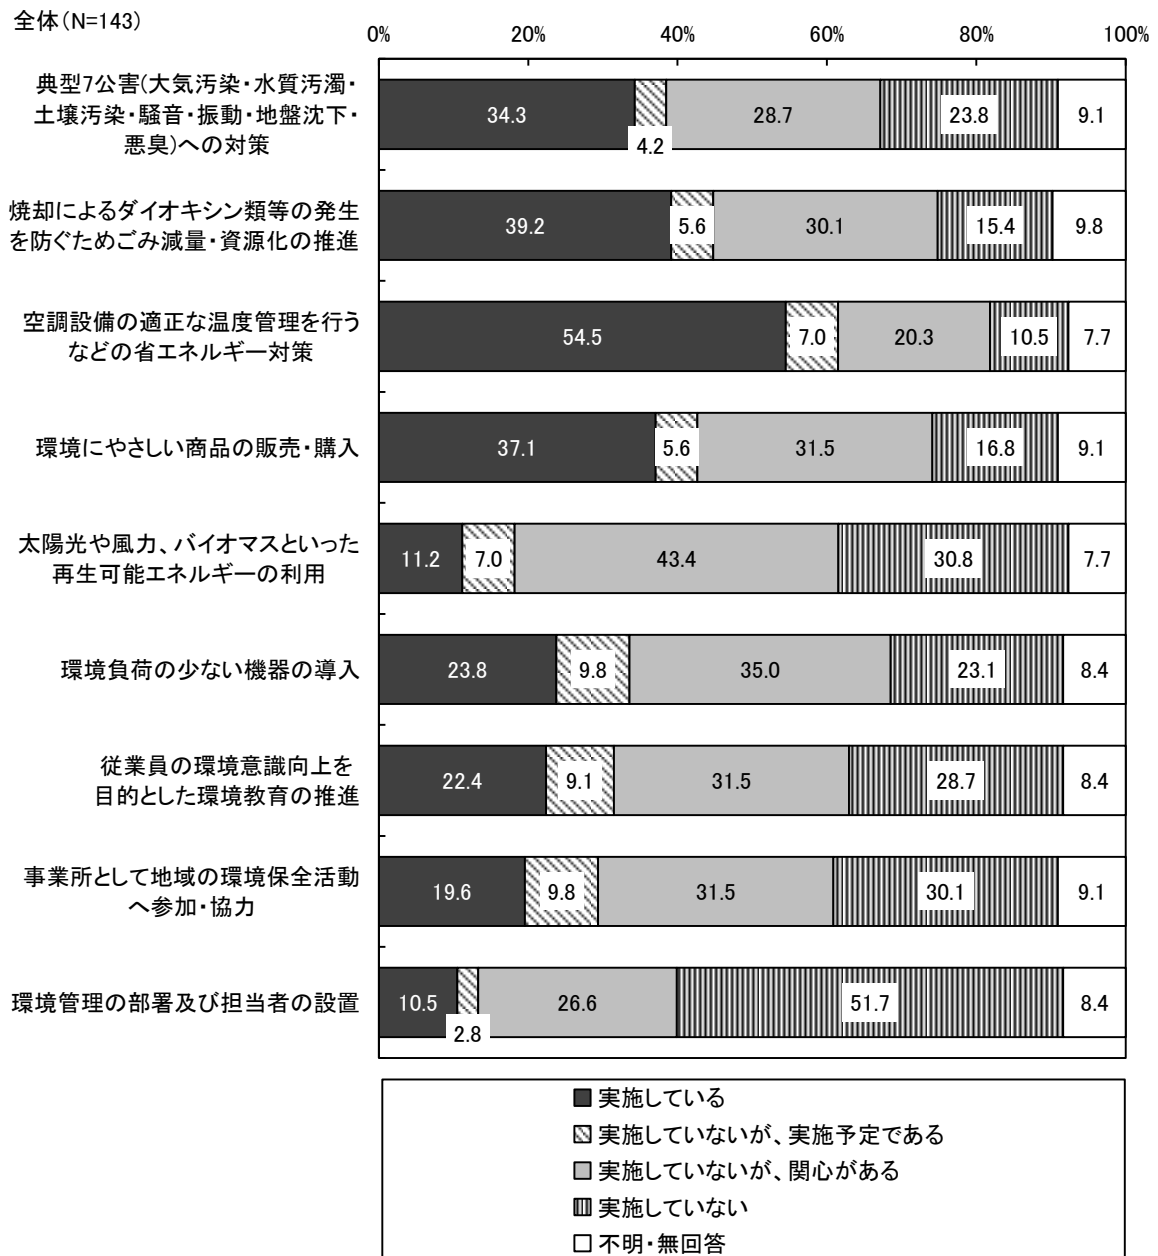 全体(N=143)
0% 20% 40% 60% 80% 100%
典型7公害(大気汚染・水質汚濁・
土壌汚染・騒音・振動・地盤沈下・
悪臭)への対策
34.3 4.2 28.7 23.8 9.1
焼却によるダイオキシン類等の発生
を防ぐためごみ減量・資源化の推進
39.2 5.6 30.1 15.4 9.8
空調設備の適正な温度管理を行う
などの省エネルギー対策
54.5 7.0 20.3 10.5 7.7
環境にやさしい商品の販売・購入
37.1 5.6 31.5 16.8 9.1
太陽光や風力、バイオマスといった
再生可能エネルギーの利用
11.2 7.0 43.4 30.8 7.7
環境負荷の少ない機器の導入
23.8 9.8 35.0 23.1 8.4
従業員の環境意識向上を
目的とした環境教育の推進
22.4 9.1 31.5 28.7 8.4
事業所として地域の環境保全活動
へ参加・協力
19.6 9.8 31.5 30.1 9.1
環境管理の部署及び担当者の設置
10.5 2.8 26.6 51.7 8.4
実施している
実施していないが、実施予定である
実施していないが、関心がある
実施していない
不明・無回答